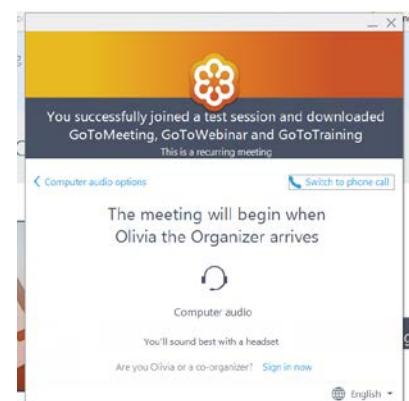 You successfully joined a test session and downloaded
GoToMeeting, GoToWebinar and GoToTraining
This is a recurring meeting
Computer audio options
Switch to phone call
The meeting will begin when
Olivia the Organizer arrives
Computer audio
You'll sound best with a headset
Are you Olivia or a co-organizer? Sign in now
English